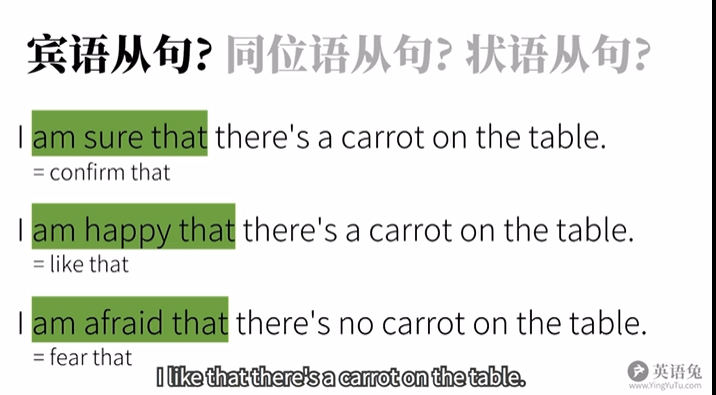 宾语从句? 同位语从句? 状语从句?
I am sure that there's a carrot on the table.
= confirm that
I am happy that there's a carrot on the table.
= like that
I am afraid that there's no carrot on the table.
= fear that
I like that there's a carrot on the table.
英语兔
www.YingYuTu.com